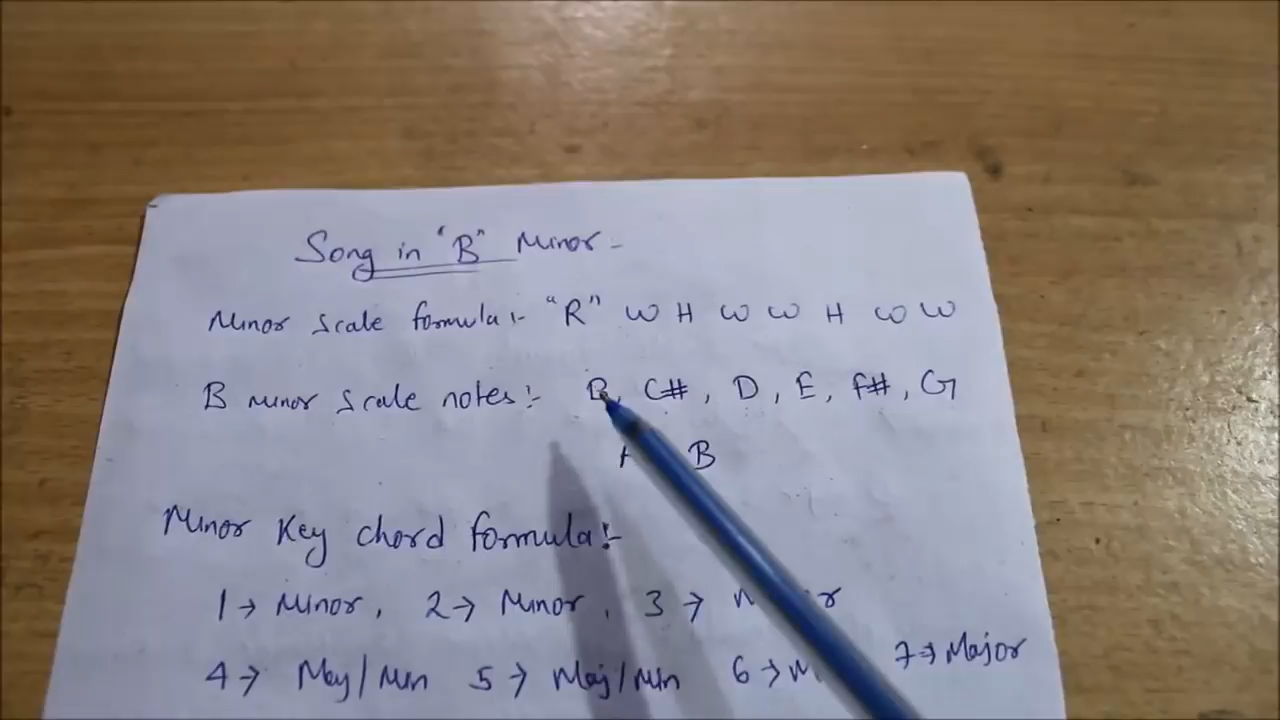 Song in "B" Minor -
Minor scale formula:- "R" W H W W H W W
B minor scale notes:- B, C#, D, E, F#, G
B
Minor Key chord formula:-
1→ Minor, 2→ Minor, 3→
4→ Maj/Min 5→ Maj/Min 6→ 7→ Major